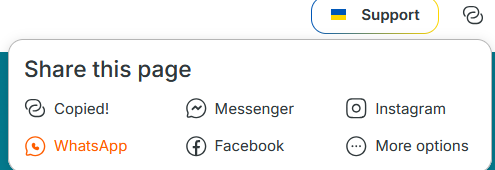 Support
Share this page
Copied! Messenger Instagram
WhatsApp Facebook More options